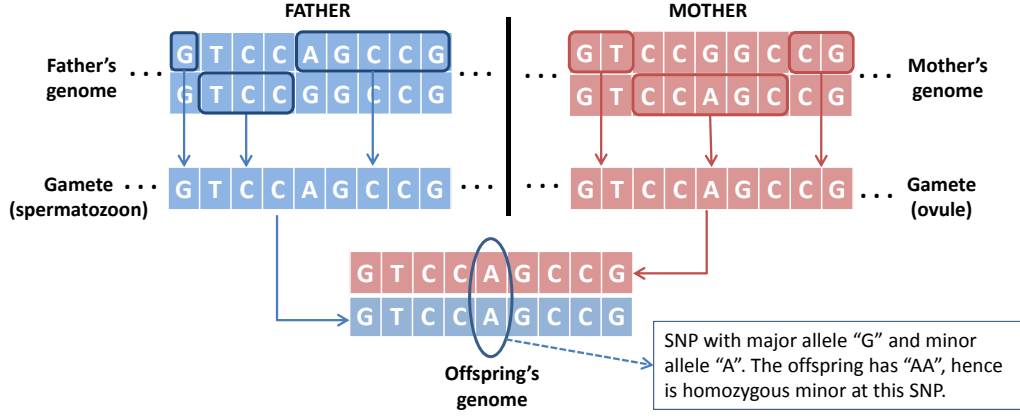 FATHER
MOTHER
Father's
genome
... G T C C A G C C G ...
G T C C G G C C G
... G T C C G G C C G ...
G T C C A G C C G
Mother's
genome
Gamete
(spermatozoon)
... G T C C A G C C G ...
... G T C C A G C C G ...
Gamete
(ovule)
G T C C A G C C G
G T C C A G C C G
Offspring's
genome
SNP with major allele “G” and minor
allele “A”. The offspring has “AA”, hence
is homozygous minor at this SNP.